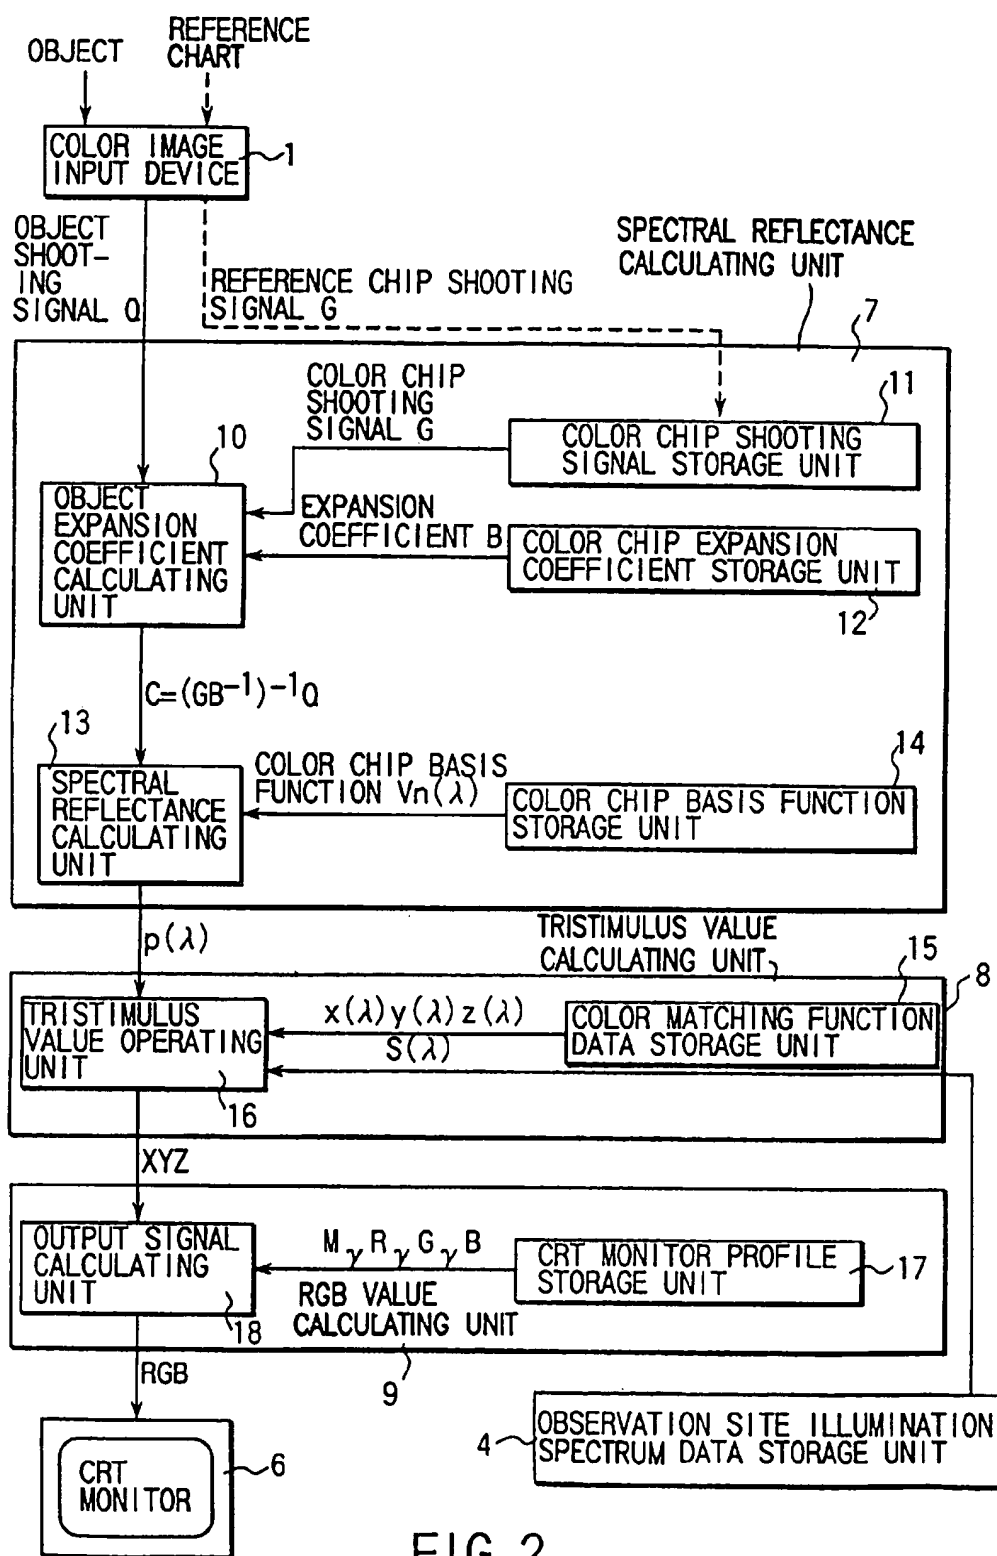 OBJECT
REFERENCE
CHART
COLOR IMAGE
INPUT DEVICE
1
OBJECT
SHOOT-
ING
SIGNAL Q
REFERENCE CHIP SHOOTING
SIGNAL G
SPECTRAL REFLECTANCE
CALCULATING UNIT
7
COLOR CHIP
SHOOTING
SIGNAL G
11
COLOR CHIP SHOOTING
SIGNAL STORAGE UNIT
10
OBJECT
EXPANSION
COEFFICIENT
CALCULATING
UNIT
EXPANSION
COEFFICIENT B
COLOR CHIP EXPANSION
COEFFICIENT STORAGE UNIT
12
C=(GB⁻¹)⁻¹Q
13
SPECTRAL
REFLECTANCE
CALCULATING
UNIT
COLOR CHIP BASIS
FUNCTION Vn(λ)
14
COLOR CHIP BASIS FUNCTION
STORAGE UNIT
p(λ)
TRISTIMULUS VALUE
CALCULATING UNIT
15
8
TRISTIMULUS
VALUE OPERATING
UNIT
16
x(λ)y(λ)z(λ)
S(λ)
COLOR MATCHING FUNCTION
DATA STORAGE UNIT
XYZ
OUTPUT SIGNAL
CALCULATING
UNIT
18
MγRγGγB
CRT MONITOR PROFILE
STORAGE UNIT
17
RGB VALUE
CALCULATING UNIT
9
RGB
CRT
MONITOR
6
4
OBSERVATION SITE ILLUMINATION
SPECTRUM DATA STORAGE UNIT
FIG.2